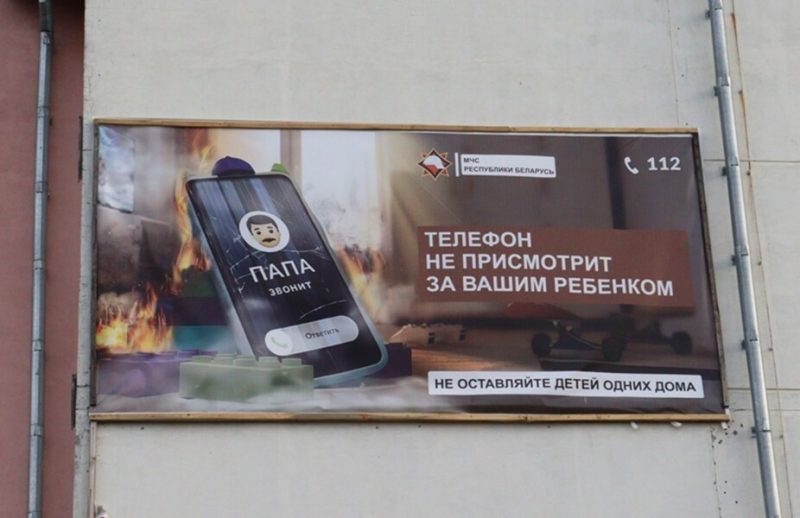 МЧС
РЕСПУБЛИКИ БЕЛАРУСЬ
112
ПАПА
ЗВОНИТ
Ответить
ТЕЛЕФОН
НЕ ПРИСМОТРИТ
ЗА ВАШИМ РЕБЕНКОМ
НЕ ОСТАВЛЯЙТЕ ДЕТЕЙ ОДНИХ ДОМА